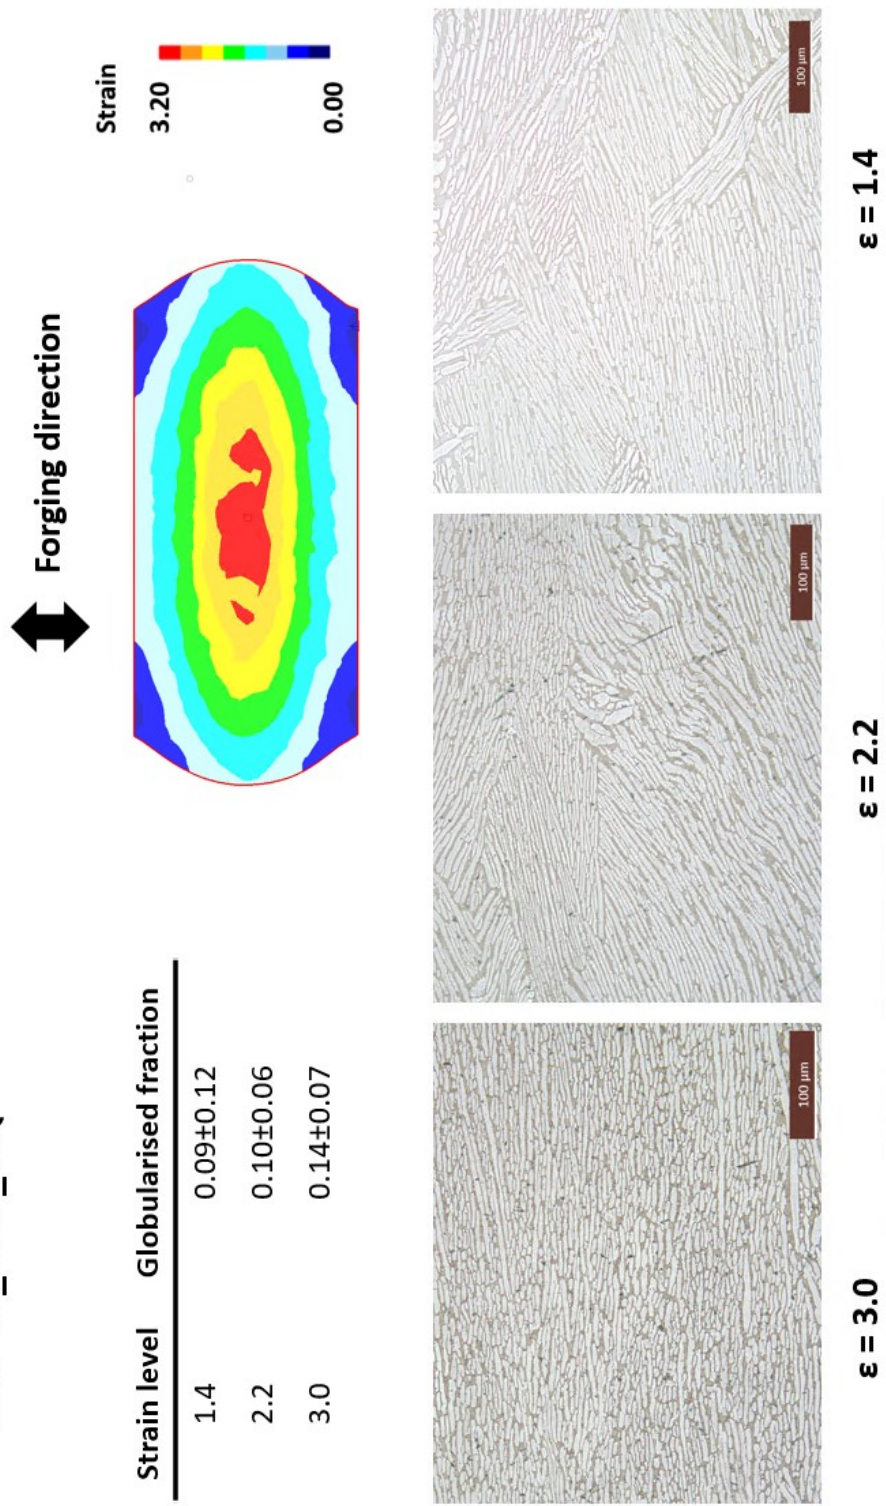 Strain level Globularised fraction
1.4 0.09±0.12
2.2 0.10±0.06
3.0 0.14±0.07
Forging direction
Strain
3.20
0.00
100 µm
100 µm
100 µm
ε = 3.0
ε = 2.2
ε = 1.4